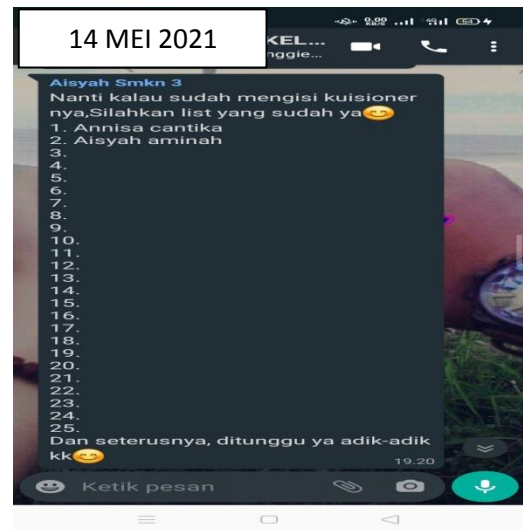 14 MEI 2021
KEL...
nggie...
Aisyah Smkn 3
Nanti kalau sudah mengisi kuisioner
nya,Silahkan list yang sudah ya😊
1. Annisa cantika
2. Aisyah aminah
3.
4.
5.
6.
7.
8.
9.
10.
11.
12.
13.
14.
15.
16.
17.
18.
19.
20.
21.
22.
23.
24.
25.
Dan seterusnya, ditunggu ya adik-adik
kk😊
19.20
Ketik pesan